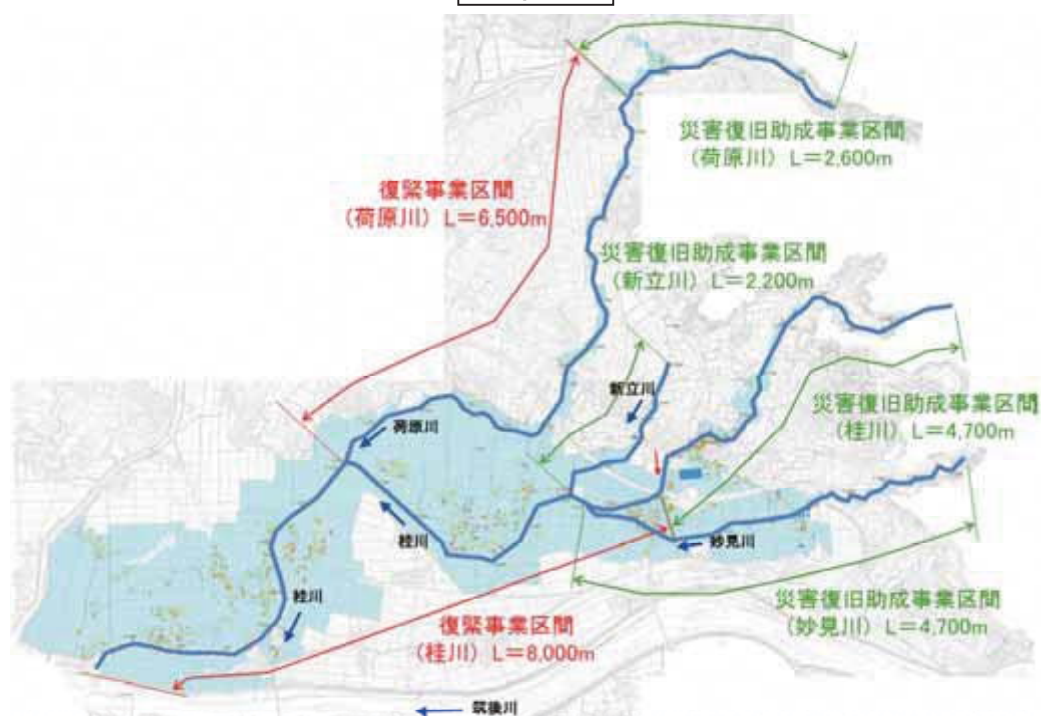 災害復旧助成事業区間
(荷原川) L=2,600m
復緊事業区間
(荷原川) L=6,500m
災害復旧助成事業区間
(新立川) L=2,200m
新立川
災害復旧助成事業区間
(桂川) L=4,700m
荷原川
桂川
妙見川
桂川
災害復旧助成事業区間
(妙見川) L=4,700m
復緊事業区間
(桂川) L=8,000m
筑後川